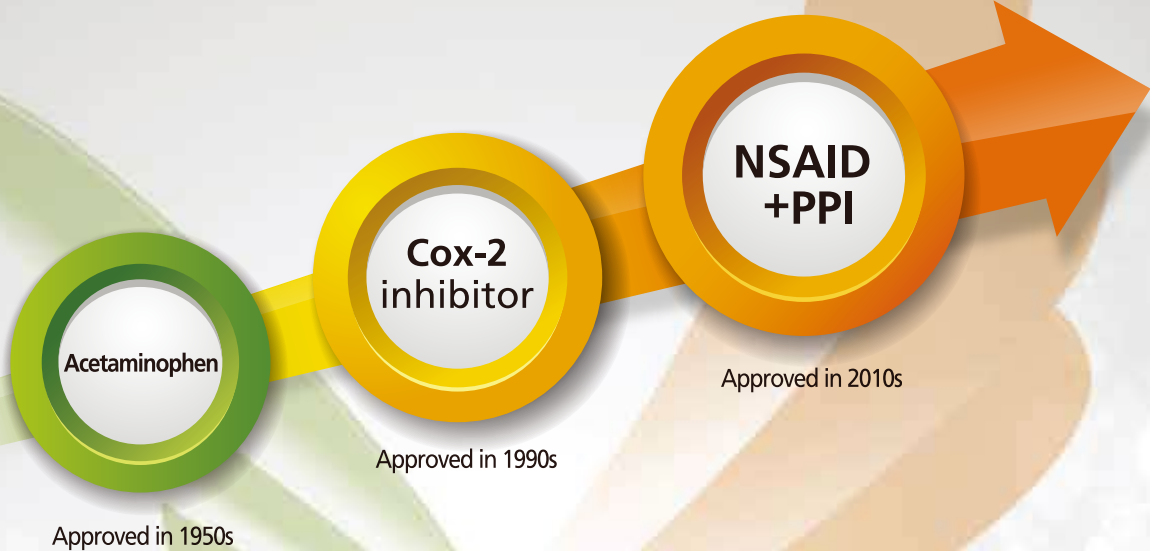 Acetaminophen
Approved in 1950s
Cox-2
inhibitor
Approved in 1990s
NSAID
+PPI
Approved in 2010s